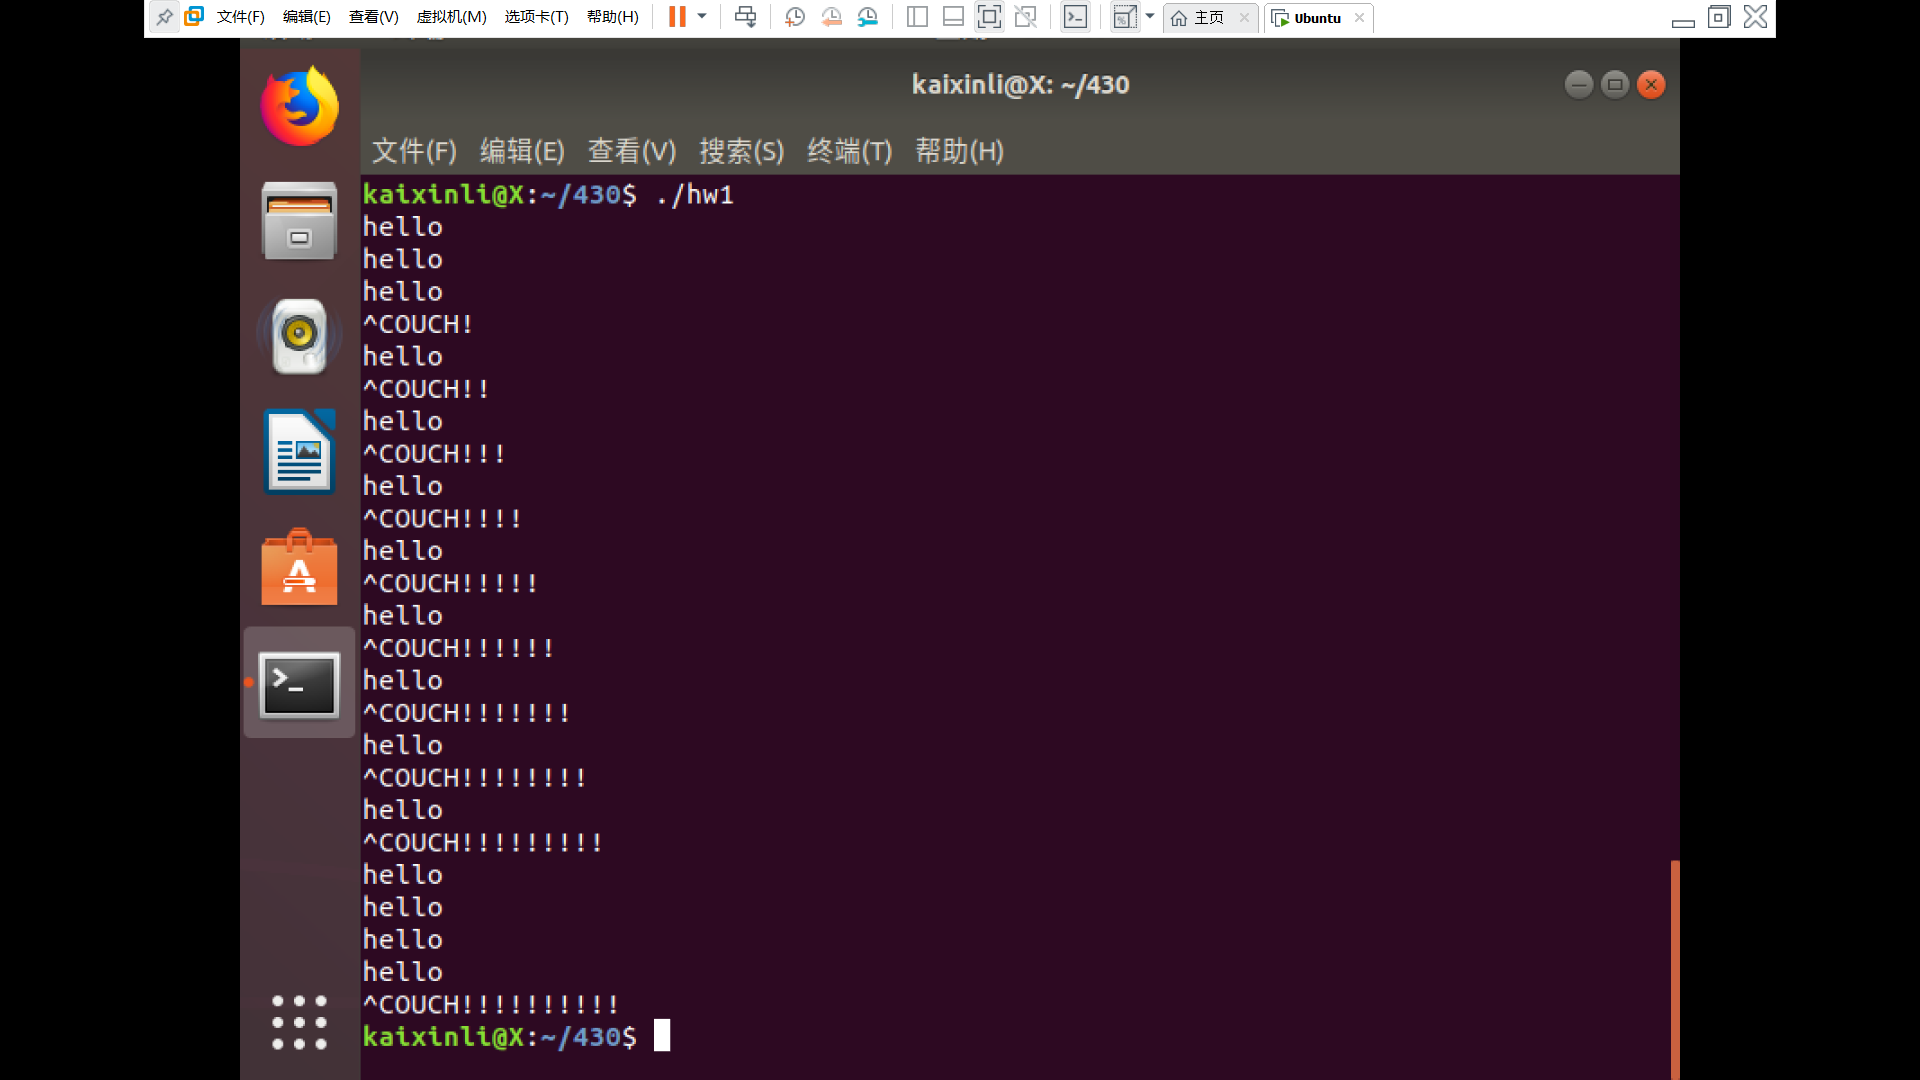 文件(F) 编辑(E) 查看(V) 虚拟机(M) 选项卡(T) 帮助(H) 主页 Ubuntu
kaixinli@X: ~/430
文件(F) 编辑(E) 查看(V) 搜索(S) 终端(T) 帮助(H)
kaixinli@X:~/430$ ./hw1
hello
hello
hello
^COUCH!
hello
^COUCH!!
hello
^COUCH!!!
hello
^COUCH!!!!
hello
^COUCH!!!!!
hello
^COUCH!!!!!!
hello
^COUCH!!!!!!!
hello
^COUCH!!!!!!!!
hello
^COUCH!!!!!!!!!
hello
hello
hello
hello
^COUCH!!!!!!!!!!
kaixinli@X:~/430$